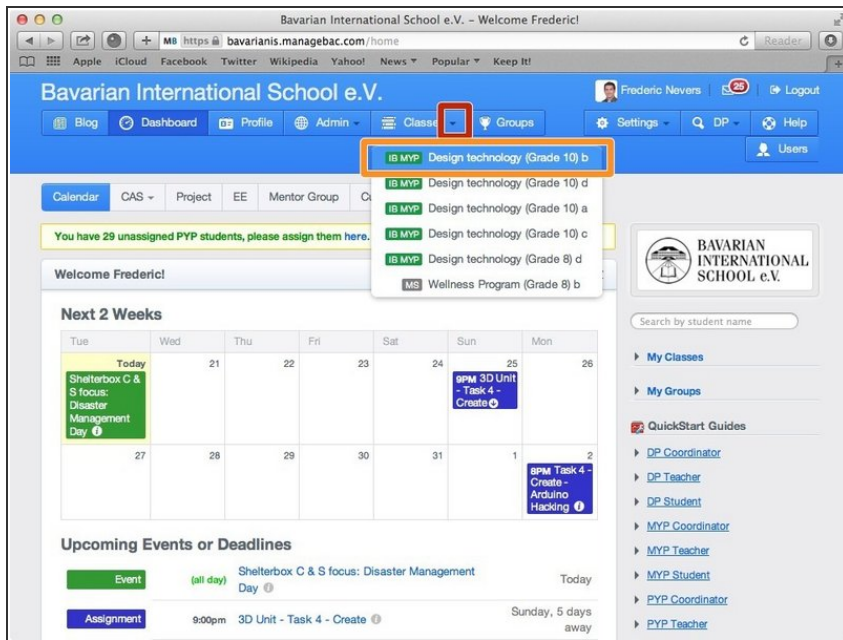 Bavarian International School e.V. – Welcome Frederic!
MB https bavarianis.managebac.com/home
Reader
Apple iCloud Facebook Twitter Wikipedia Yahoo! News Popular Keep It!
Bavarian International School e.V.
Frederic Nevers 25 Logout
Blog Dashboard Profile Admin Classe Groups Settings DP Help
Users
IB MYP Design technology (Grade 10) b
IB MYP Design technology (Grade 10) d
IB MYP Design technology (Grade 10) a
IB MYP Design technology (Grade 10) c
IB MYP Design technology (Grade 8) d
MS Wellness Program (Grade 8) b
Calendar CAS Project EE Mentor Group
You have 29 unassigned PYP students, please assign them here.
Welcome Frederic!
Next 2 Weeks
Tue Wed Thu Fri Sat Sun Mon
Today 21 22 23 24 25 26
Shelterbox C &
S focus:
Disaster
Management
Day
9PM 3D Unit
- Task 4 -
Create
27 28 29 30 31 1 2
8PM Task 4 -
Create -
Arduino
Hacking
Upcoming Events or Deadlines
Event (all day) Shelterbox C & S focus: Disaster Management
Day
Today
Assignment 9:00pm 3D Unit - Task 4 - Create
Sunday, 5 days
away
BAVARIAN
INTERNATIONAL
SCHOOL e.V.
Search by student name
My Classes
My Groups
QuickStart Guides
DP Coordinator
DP Teacher
DP Student
MYP Coordinator
MYP Teacher
MYP Student
PYP Coordinator
PYP Teacher